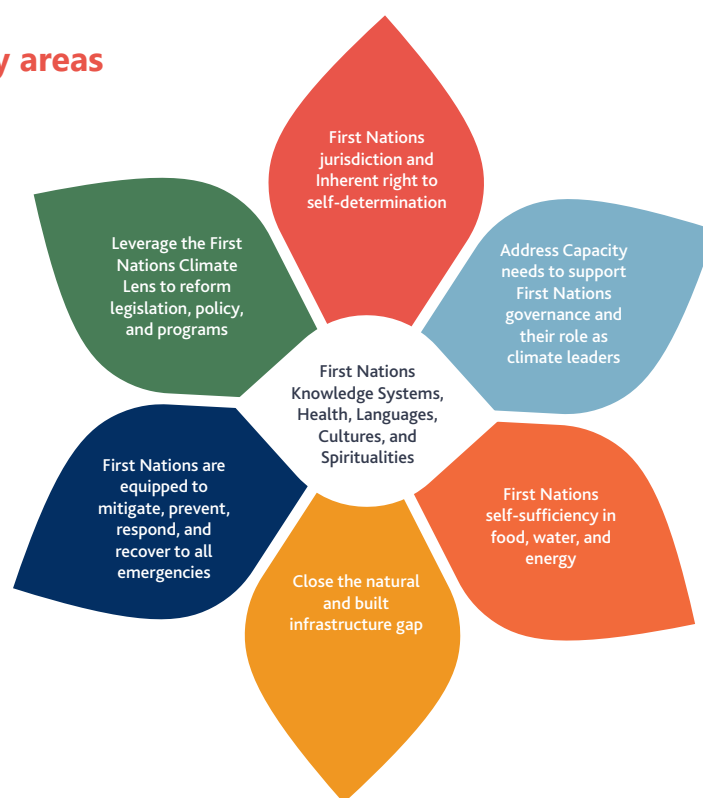 y areas
First Nations
jurisdiction and
Inherent right to
self-determination
Address Capacity
needs to support
First Nations
governance and
their role as
climate leaders
First Nations
self-sufficiency in
food, water, and
energy
Close the natural
and built
infrastructure gap
First Nations are
equipped to
mitigate, prevent,
respond, and
recover to all
emergencies
Leverage the First
Nations Climate
Lens to reform
legislation, policy,
and programs
First Nations
Knowledge Systems,
Health, Languages,
Cultures, and
Spiritualities